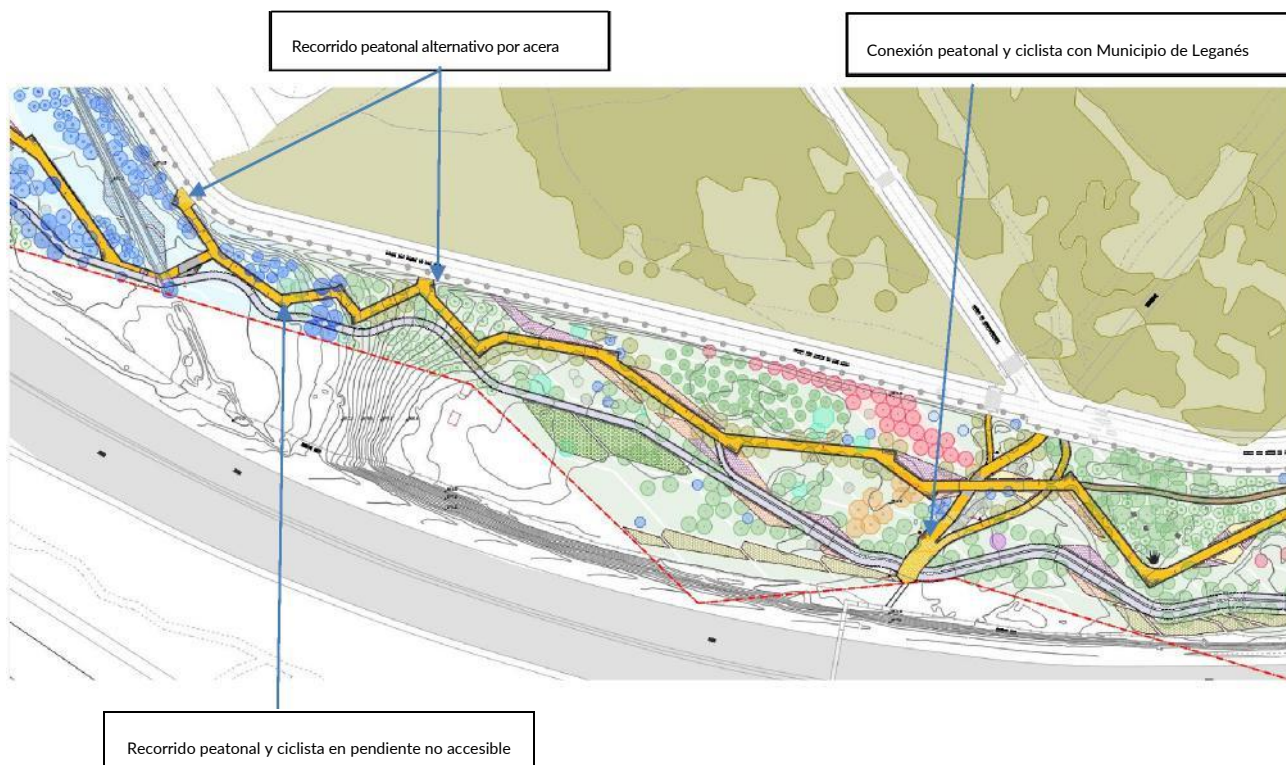 Recorrido peatonal alternativo por acera
Conexión peatonal y ciclista con Municipio de Leganés
Recorrido peatonal y ciclista en pendiente no accesible